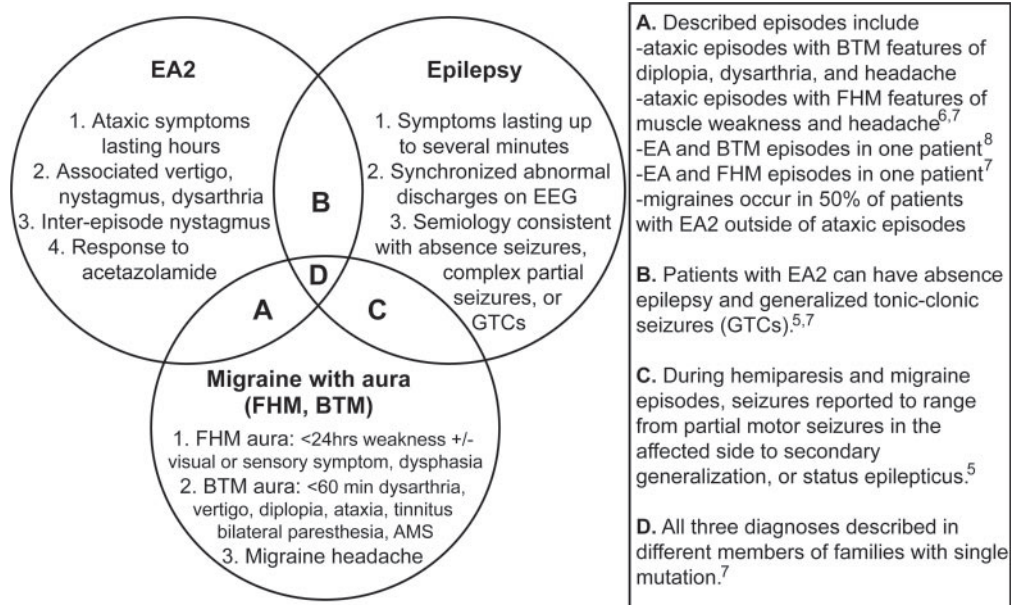 EA2
1. Ataxic symptoms
lasting hours
2. Associated vertigo,
nystagmus, dysarthria
3. Inter-episode nystagmus
4. Response to
acetazolamide
Epilepsy
1. Symptoms lasting up
to several minutes
2. Synchronized abnormal
discharges on EEG
3. Semiology consistent
with absence seizures,
complex partial
seizures, or
GTCs
B
D
A
C
Migraine with aura
(FHM, BTM)
1. FHM aura: <24hrs weakness +/-
visual or sensory symptom, dysphasia
2. BTM aura: <60 min dysarthria,
vertigo, diplopia, ataxia, tinnitus
bilateral paresthesia, AMS
3. Migraine headache
A. Described episodes include
-ataxic episodes with BTM features of
diplopia, dysarthria, and headache
-ataxic episodes with FHM features of
muscle weakness and headache6,7
-EA and BTM episodes in one patient8
-EA and FHM episodes in one patient7
-migraines occur in 50% of patients
with EA2 outside of ataxic episodes
B. Patients with EA2 can have absence
epilepsy and generalized tonic-clonic
seizures (GTCs).5,7
C. During hemiparesis and migraine
episodes, seizures reported to range
from partial motor seizures in the
affected side to secondary
generalization, or status epilepticus.5
D. All three diagnoses described in
different members of families with single
mutation.7